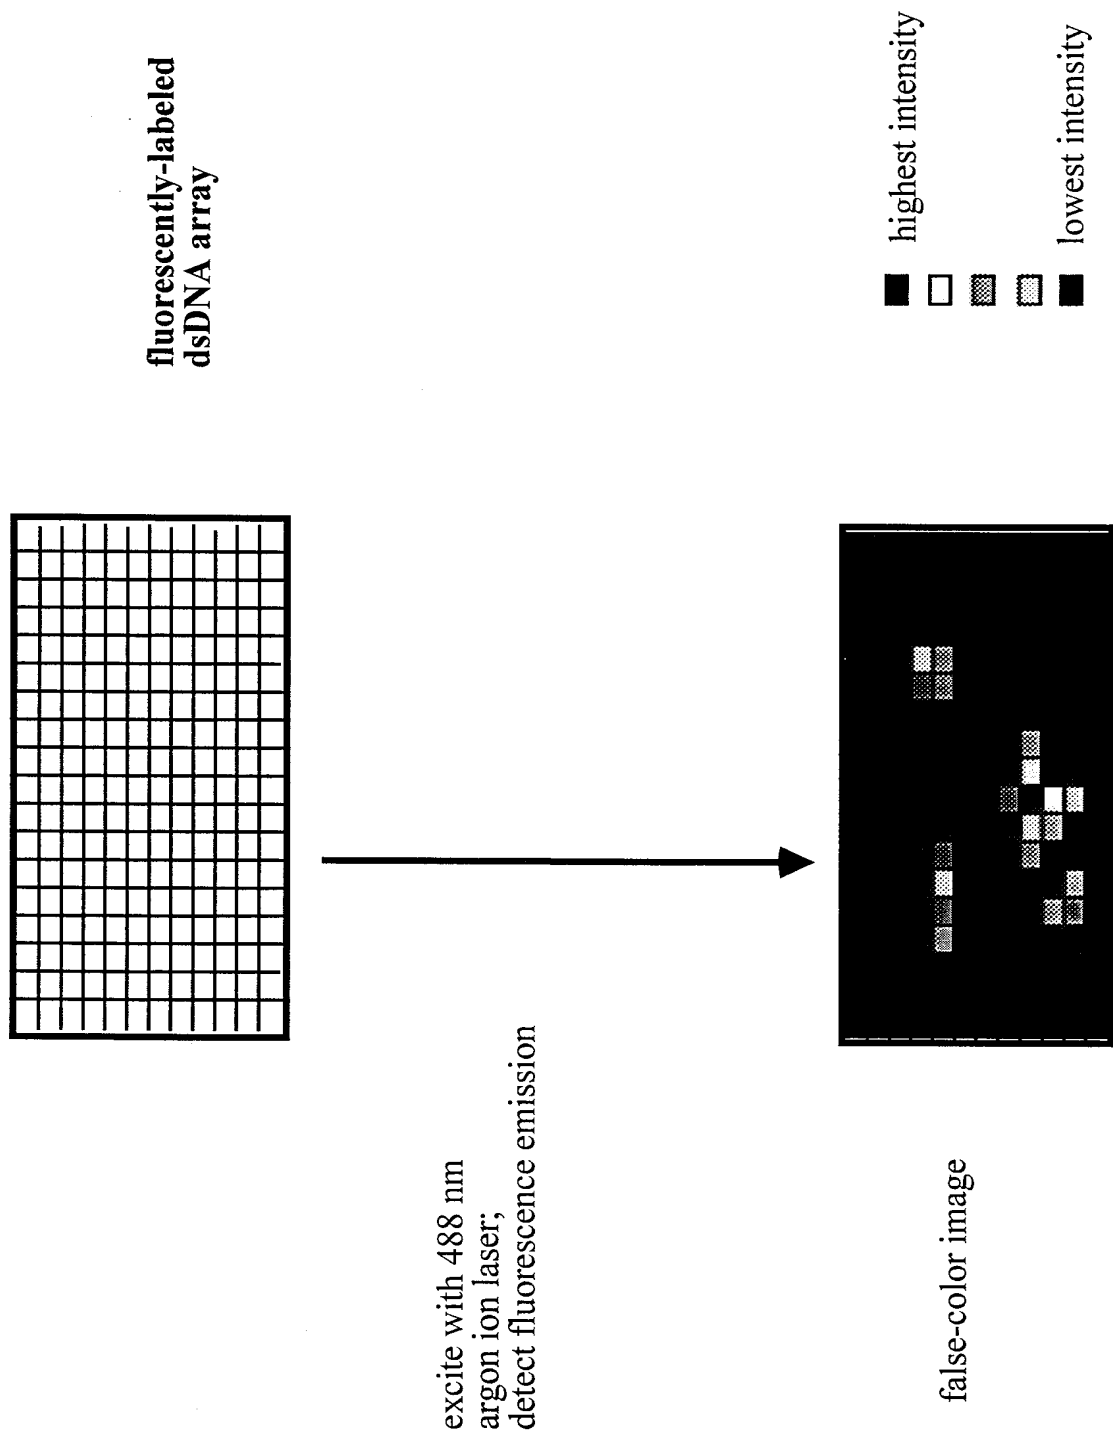 fluorescently-labeled
dsDNA array
excite with 488 nm
argon ion laser;
detect fluorescence emission
false-color image
highest intensity
lowest intensity